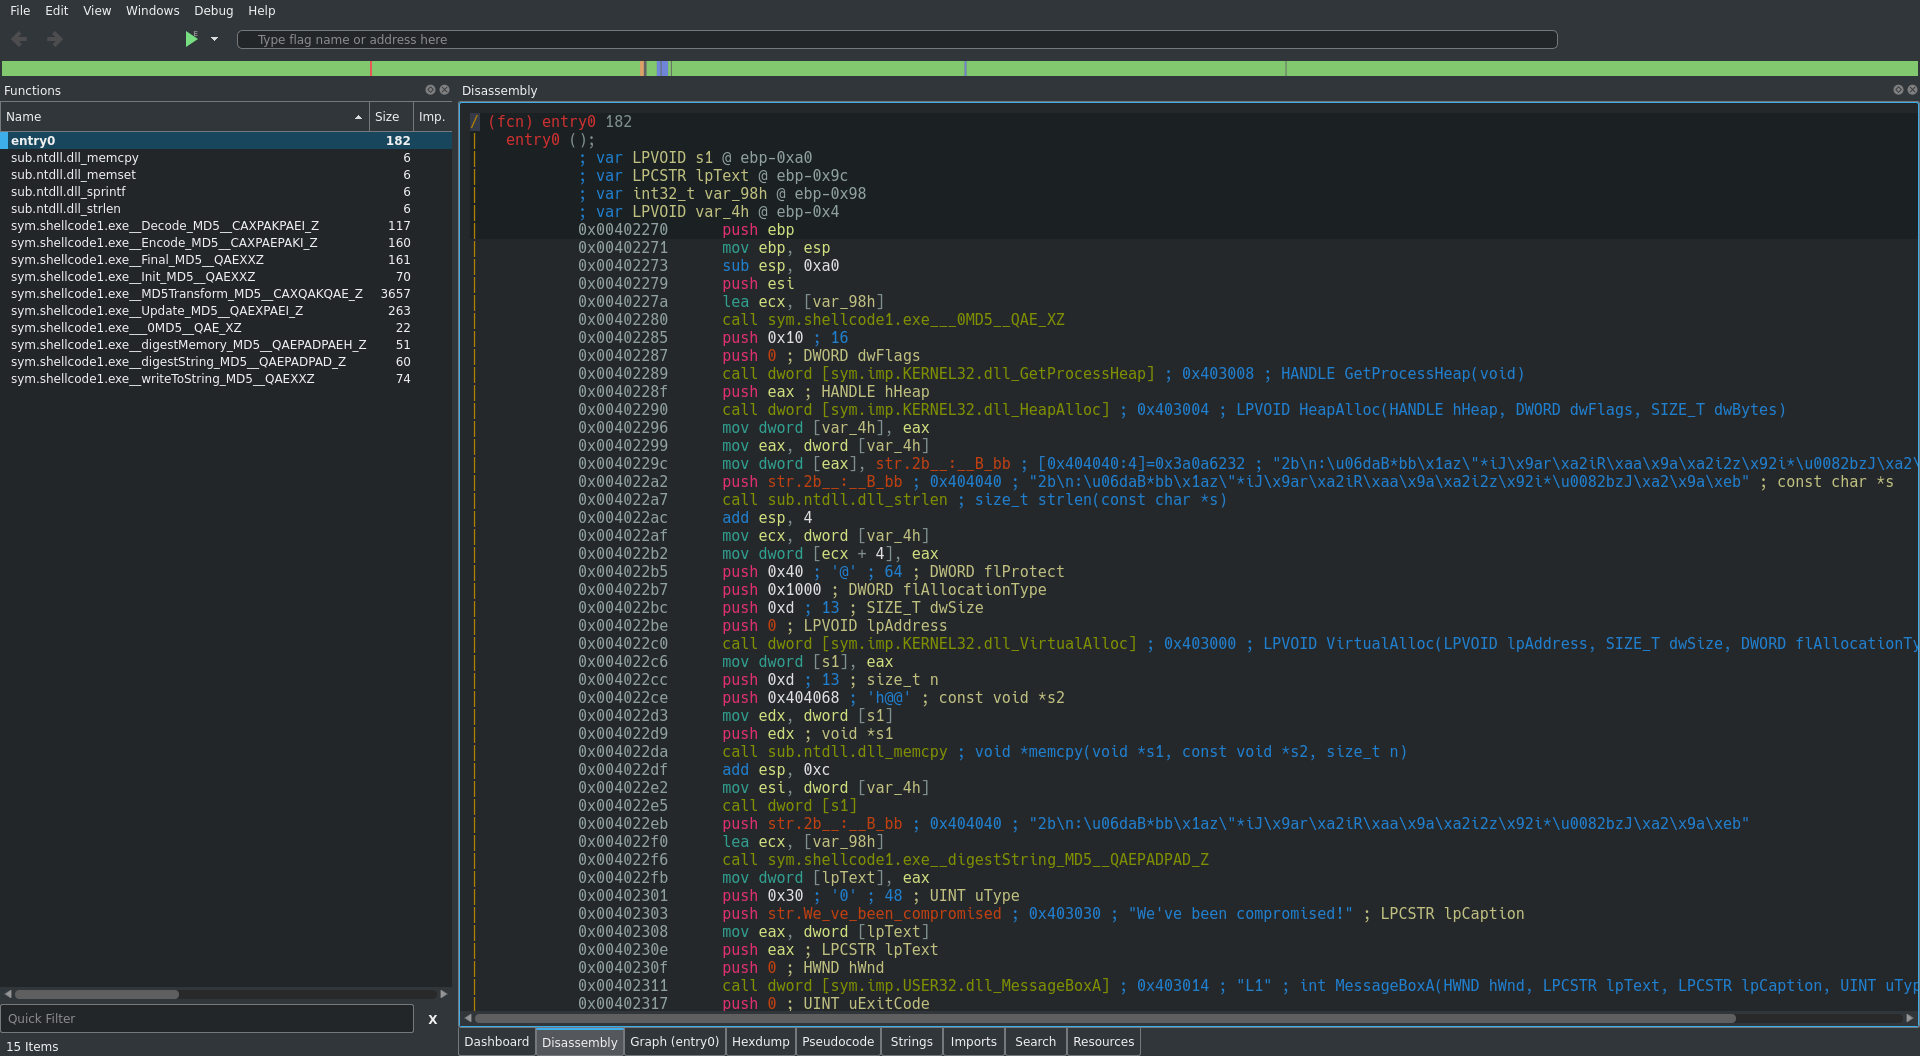 File Edit View Windows Debug Help
Type flag name or address here
Functions
Name Size Imp.
entry0 182
sub.ntdll.dll_memcpy 6
sub.ntdll.dll_memset 6
sub.ntdll.dll_sprintf 6
sub.ntdll.dll_strlen 6
sym.shellcode1.exe__Decode_MD5__CAXPAKPAEI_Z 117
sym.shellcode1.exe__Encode_MD5__CAXPAEPAKI_Z 160
sym.shellcode1.exe__Final_MD5__QAEXXZ 161
sym.shellcode1.exe__Init_MD5__QAEXXZ 70
sym.shellcode1.exe__MD5Transform_MD5__CAXQAKQAE_Z 3657
sym.shellcode1.exe__Update_MD5__QAEXPAEI_Z 263
sym.shellcode1.exe___0MD5__QAE_XZ 22
sym.shellcode1.exe__digestMemory_MD5__QAEPADPAEH_Z 51
sym.shellcode1.exe__digestString_MD5__QAEPADPAD_Z 60
sym.shellcode1.exe__writeToString_MD5__QAEXXZ 74
Quick Filter X
15 Items
Disassembly
/ (fcn) entry0 182
| entry0 ();
| ; var LPVOID s1 @ ebp-0xa0
| ; var LPCSTR lpText @ ebp-0x9c
| ; var int32_t var_98h @ ebp-0x98
| ; var LPVOID var_4h @ ebp-0x4
| 0x00402270 push ebp
| 0x00402271 mov ebp, esp
| 0x00402273 sub esp, 0xa0
| 0x00402279 push esi
| 0x0040227a lea ecx, [var_98h]
| 0x00402280 call sym.shellcode1.exe___0MD5__QAE_XZ
| 0x00402285 push 0x10 ; 16
| 0x00402287 push 0 ; DWORD dwFlags
| 0x00402289 call dword [sym.imp.KERNEL32.dll_GetProcessHeap] ; 0x403008 ; HANDLE GetProcessHeap(void)
| 0x0040228f push eax ; HANDLE hHeap
| 0x00402290 call dword [sym.imp.KERNEL32.dll_HeapAlloc] ; 0x403004 ; LPVOID HeapAlloc(HANDLE hHeap, DWORD dwFlags, SIZE_T dwBytes)
| 0x00402296 mov dword [var_4h], eax
| 0x00402299 mov eax, dword [var_4h]
| 0x0040229c mov dword [eax], str.2b__:__B_bb ; [0x404040:4]=0x3a0a6232 ; "2b\n:\u06daB*bb\x1az\"*iJ\x9ar\xa2iR\xaa\x9a\xa2i2z\x92i*\u0082bzJ\xa2\
| 0x004022a2 push str.2b__:__B_bb ; 0x404040 ; "2b\n:\u06daB*bb\x1az\"*iJ\x9ar\xa2iR\xaa\x9a\xa2i2z\x92i*\u0082bzJ\xa2\x9a\xeb" ; const char *s
| 0x004022a7 call sub.ntdll.dll_strlen ; size_t strlen(const char *s)
| 0x004022ac add esp, 4
| 0x004022af mov ecx, dword [var_4h]
| 0x004022b2 mov dword [ecx + 4], eax
| 0x004022b5 push 0x40 ; '@' ; 64 ; DWORD flProtect
| 0x004022b7 push 0x1000 ; DWORD flAllocationType
| 0x004022bc push 0xd ; 13 ; SIZE_T dwSize
| 0x004022be push 0 ; LPVOID lpAddress
| 0x004022c0 call dword [sym.imp.KERNEL32.dll_VirtualAlloc] ; 0x403000 ; LPVOID VirtualAlloc(LPVOID lpAddress, SIZE_T dwSize, DWORD flAllocationTy
| 0x004022c6 mov dword [s1], eax
| 0x004022cc push 0xd ; 13 ; size_t n
| 0x004022ce push 0x404068 ; 'h@@' ; const void *s2
| 0x004022d3 mov edx, dword [s1]
| 0x004022d9 push edx ; void *s1
| 0x004022da call sub.ntdll.dll_memcpy ; void *memcpy(void *s1, const void *s2, size_t n)
| 0x004022df add esp, 0xc
| 0x004022e2 mov esi, dword [var_4h]
| 0x004022e5 call dword [s1]
| 0x004022eb push str.2b__:__B_bb ; 0x404040 ; "2b\n:\u06daB*bb\x1az\"*iJ\x9ar\xa2iR\xaa\x9a\xa2i2z\x92i*\u0082bzJ\xa2\x9a\xeb"
| 0x004022f0 lea ecx, [var_98h]
| 0x004022f6 call sym.shellcode1.exe__digestString_MD5__QAEPADPAD_Z
| 0x004022fb mov dword [lpText], eax
| 0x00402301 push 0x30 ; '0' ; 48 ; UINT uType
| 0x00402303 push str.We_ve_been_compromised ; 0x403030 ; "We've been compromised!" ; LPCSTR lpCaption
| 0x00402308 mov eax, dword [lpText]
| 0x0040230e push eax ; LPCSTR lpText
| 0x0040230f push 0 ; HWND hWnd
| 0x00402311 call dword [sym.imp.USER32.dll_MessageBoxA] ; 0x403014 ; "L1" ; int MessageBoxA(HWND hWnd, LPCSTR lpText, LPCSTR lpCaption, UINT uTyp
| 0x00402317 push 0 ; UINT uExitCode
Dashboard Disassembly Graph (entry0) Hexdump Pseudocode Strings Imports Search Resources